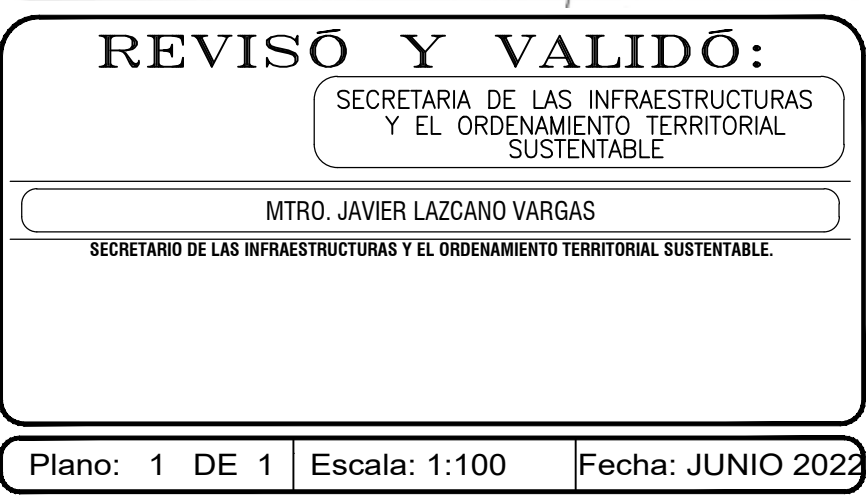 REVISÓ Y VALIDÓ:
SECRETARIA DE LAS INFRAESTRUCTURAS
Y EL ORDENAMIENTO TERRITORIAL
SUSTENTABLE
MTRO. JAVIER LAZCANO VARGAS
SECRETARIO DE LAS INFRAESTRUCTURAS Y EL ORDENAMIENTO TERRITORIAL SUSTENTABLE.
Plano: 1 DE 1 Escala: 1:100 Fecha: JUNIO 2022